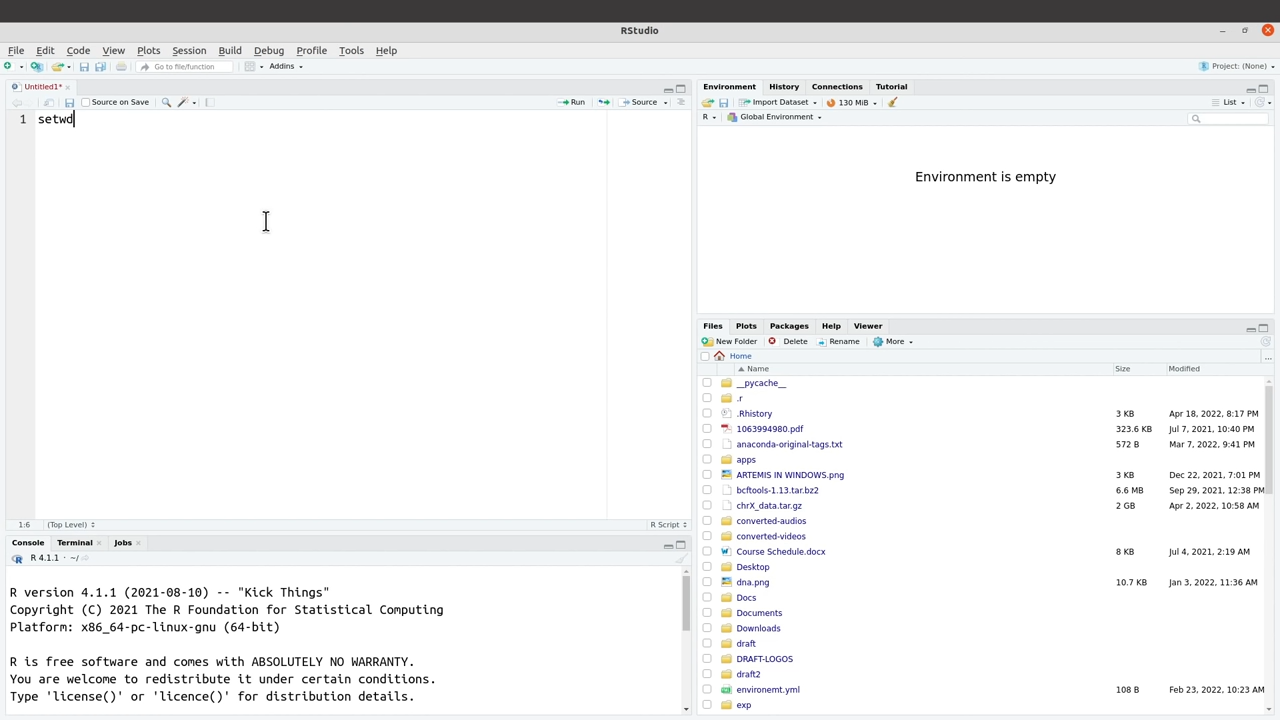 RStudio
File Edit Code View Plots Session Build Debug Profile Tools Help
Go to file/function Addins Project: (None)
Untitled1*
Source on Save Run Source
1 setwd
1:6 (Top Level) R Script
Console Terminal Jobs
R 4.1.1 · ~/
R version 4.1.1 (2021-08-10) -- "Kick Things"
Copyright (C) 2021 The R Foundation for Statistical Computing
Platform: x86_64-pc-linux-gnu (64-bit)
R is free software and comes with ABSOLUTELY NO WARRANTY.
You are welcome to redistribute it under certain conditions.
Type 'license()' or 'licence()' for distribution details.
Environment History Connections Tutorial
Import Dataset 130 MiB List
R Global Environment
Environment is empty
Files Plots Packages Help Viewer
New Folder Delete Rename More
Home ...
Name Size Modified
__pycache__
.r
.Rhistory 3 KB Apr 18, 2022, 8:17 PM
1063994980.pdf 323.6 KB Jul 7, 2021, 10:40 PM
anaconda-original-tags.txt 572 B Mar 7, 2022, 9:41 PM
apps
ARTEMIS IN WINDOWS.png 3 KB Dec 22, 2021, 7:01 PM
bcftools-1.13.tar.bz2 6.6 MB Sep 29, 2021, 12:38 PM
chrX_data.tar.gz 2 GB Apr 2, 2022, 10:58 AM
converted-audios
converted-videos
Course Schedule.docx 8 KB Jul 4, 2021, 2:19 AM
Desktop
dna.png 10.7 KB Jan 3, 2022, 11:36 AM
Docs
Documents
Downloads
draft
DRAFT-LOGOS
draft2
environemt.yml 108 B Feb 23, 2022, 10:23 AM
exp